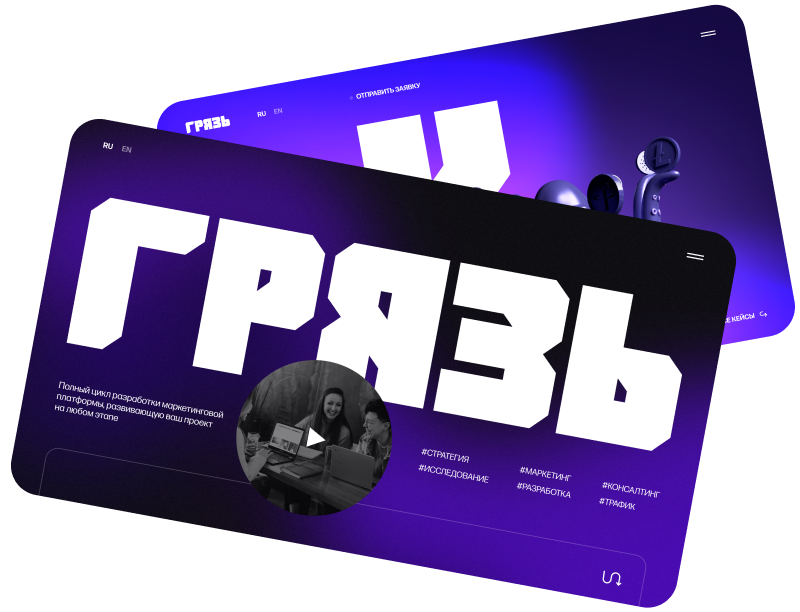 ОТПРАВИТЬ ЗАЯВКУ
ГРЯЗЬ
RU EN
КЕЙСЫ
RU EN
ГРЯЗЬ
Полный цикл разработки маркетинговой
платформы, развивающую ваш проект
на любом этапе
#СТРАТЕГИЯ #МАРКЕТИНГ #КОНСАЛТИНГ
#ИССЛЕДОВАНИЕ #РАЗРАБОТКА #ТРАФИК